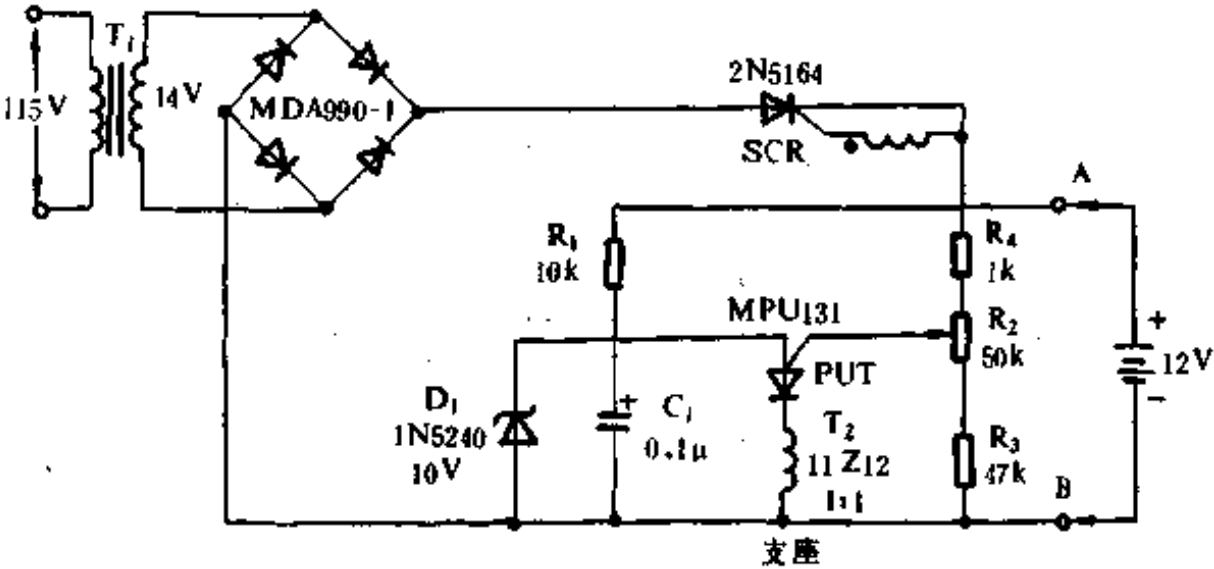 115V
T₁
14V
MDA990-1
2N5164
SCR
A
R₁
10k
R₄
1k
MPU131
R₂
50k
PUT
+
12V
−
D₁
1N5240
10V
+
C₁
0.1μ
T₂
11Z12
1:1
R₃
47k
B
支座